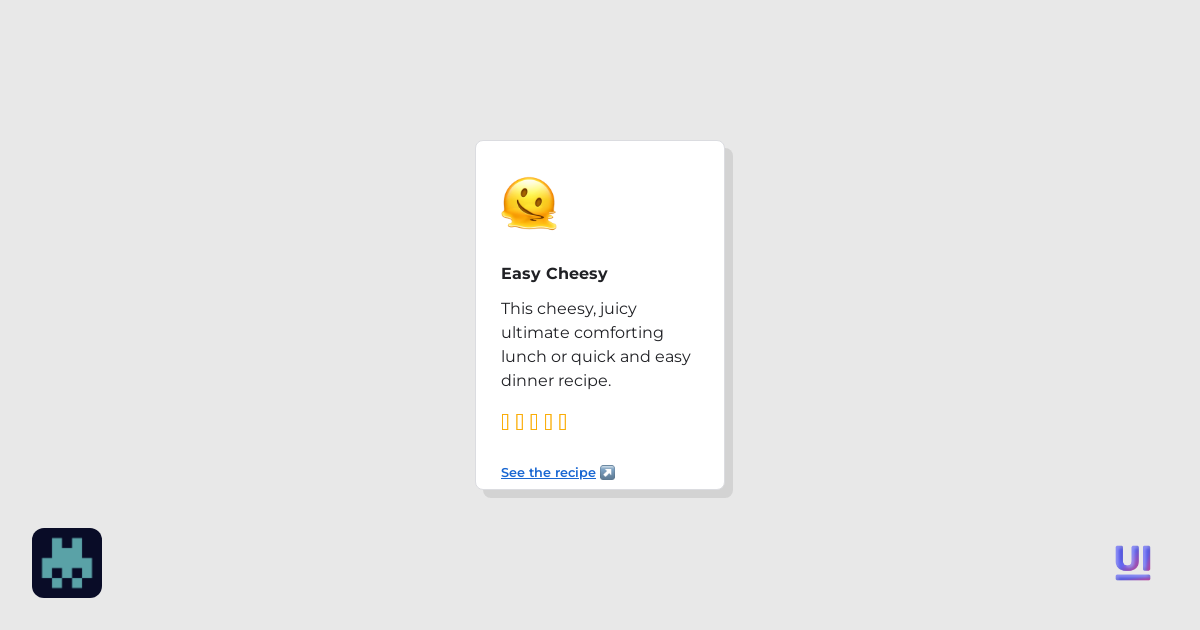 Easy Cheesy
This cheesy, juicy
ultimate comforting
lunch or quick and easy
dinner recipe.
See the recipe
UI